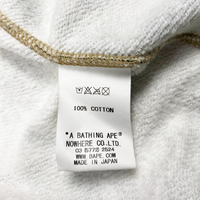 100% COTTON
"A BATHING APE"
NOWHERE CO.LTD.
03 5772 2524
WWW.BAPE.COM
MADE IN JAPAN